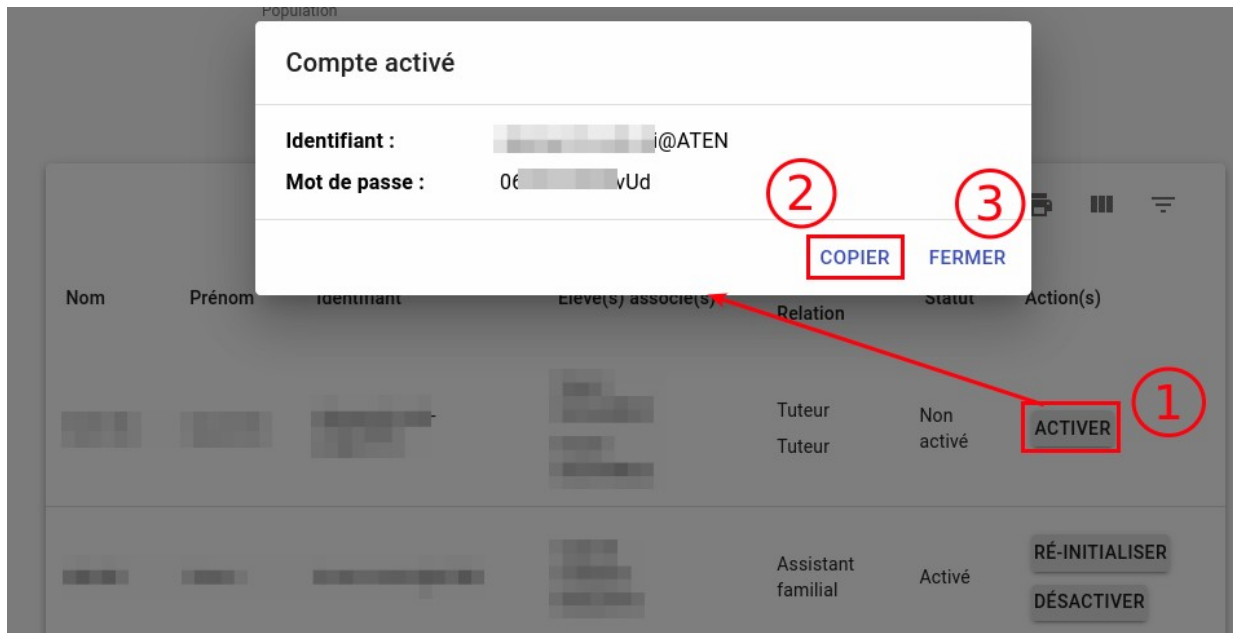 Population
Compte activé
Identifiant : i@ATEN
Mot de passe : 06 vUd
2
3
COPIER FERMER
Nom Prénom Identifiant Élève(s) associé(s) Relation Statut Action(s)
1
Tuteur Non activé ACTIVER
Tuteur
Assistant familial Activé RÉ-INITIALISER
DÉSACTIVER